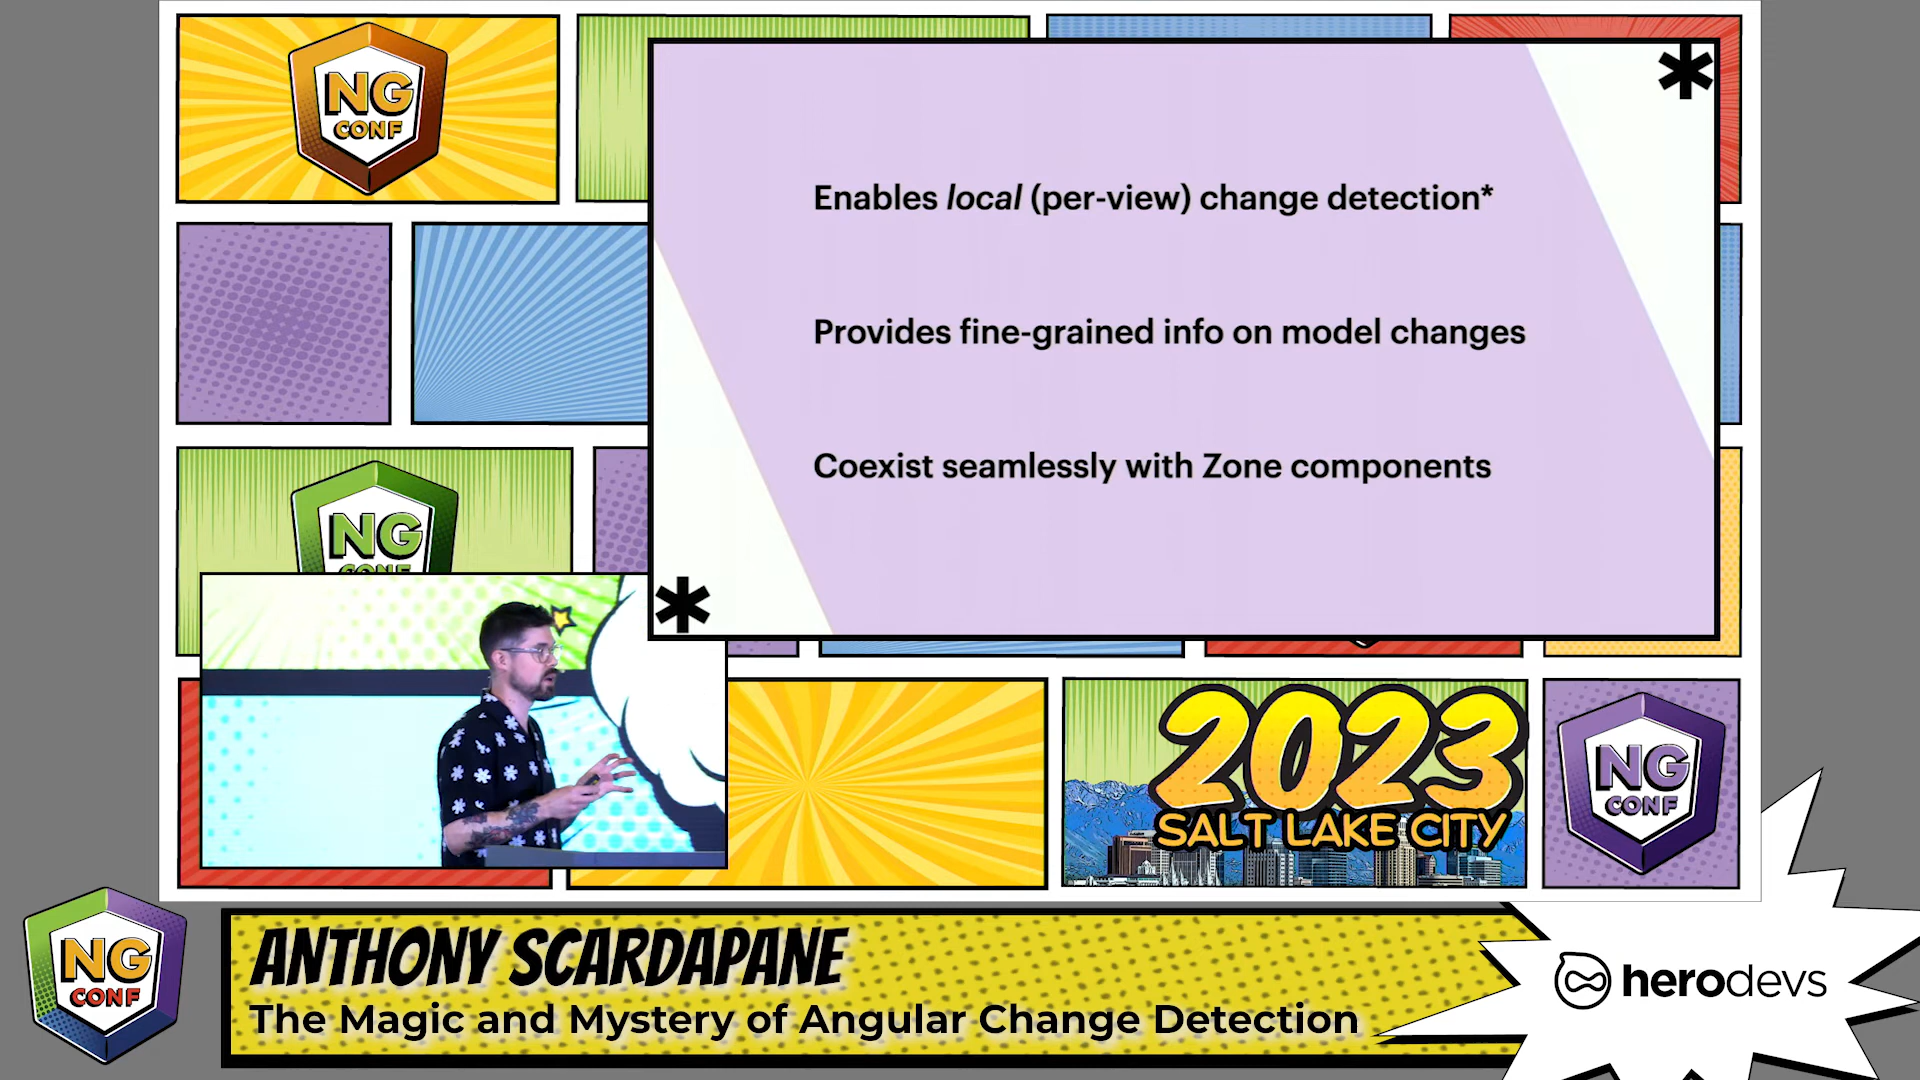 NG
CONF
Enables local (per-view) change detection*
Provides fine-grained info on model changes
Coexist seamlessly with Zone components
NG
CONF
2023
SALT LAKE CITY
NG
CONF
NG
CONF
ANTHONY SCARDAPANE
The Magic and Mystery of Angular Change Detection
herodevs